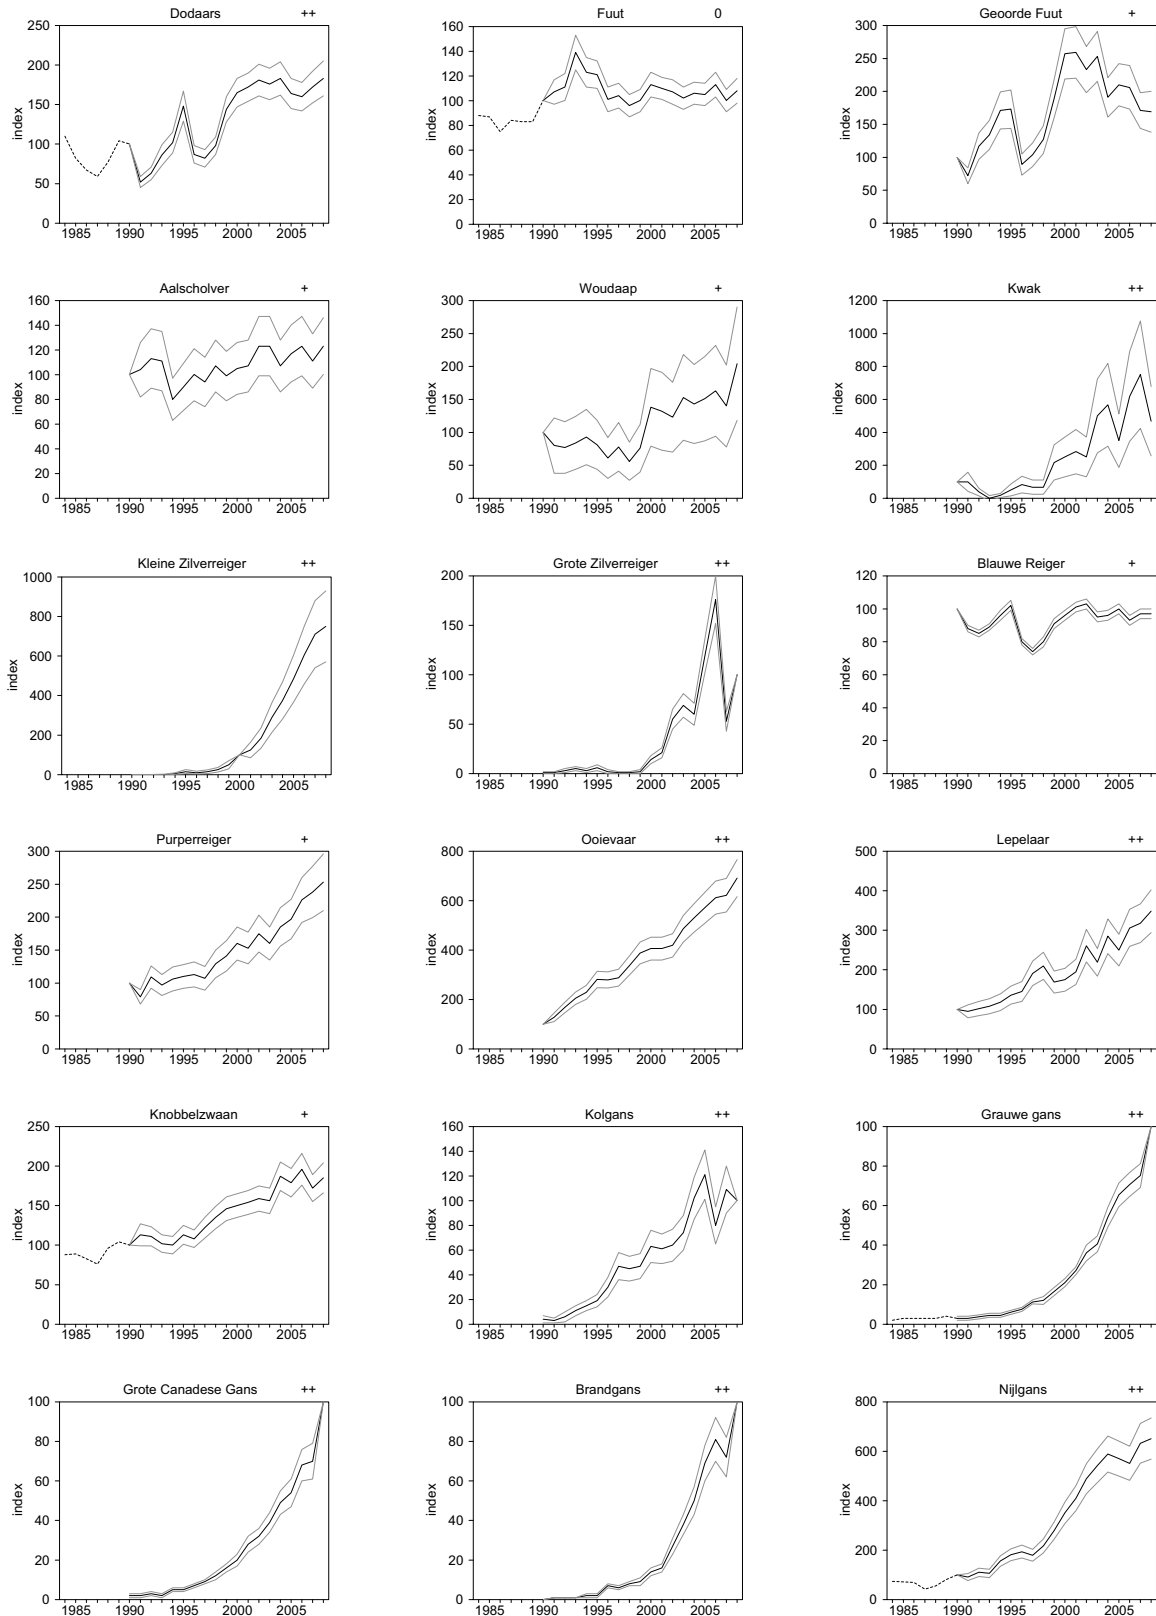 Dodaars ++
250
200
150
100
50
0
index
1985 1990 1995 2000 2005
Fuut 0
160
140
120
100
80
60
40
20
0
index
1985 1990 1995 2000 2005
Geoorde Fuut +
300
250
200
150
100
50
0
index
1985 1990 1995 2000 2005
Aalscholver +
160
140
120
100
80
60
40
20
0
index
1985 1990 1995 2000 2005
Woudaap +
300
250
200
150
100
50
0
index
1985 1990 1995 2000 2005
Kwak ++
1200
1000
800
600
400
200
0
index
1985 1990 1995 2000 2005
Kleine Zilverreiger ++
1000
800
600
400
200
0
index
1985 1990 1995 2000 2005
Grote Zilverreiger ++
200
150
100
50
0
index
1985 1990 1995 2000 2005
Blauwe Reiger +
120
100
80
60
40
20
0
index
1985 1990 1995 2000 2005
Purperreiger +
300
250
200
150
100
50
0
index
1985 1990 1995 2000 2005
Ooievaar ++
800
600
400
200
0
index
1985 1990 1995 2000 2005
Lepelaar ++
500
400
300
200
100
0
index
1985 1990 1995 2000 2005
Knobbelzwaan +
250
200
150
100
50
0
index
1985 1990 1995 2000 2005
Kolgans ++
160
140
120
100
80
60
40
20
0
index
1985 1990 1995 2000 2005
Grauwe gans ++
100
80
60
40
20
0
index
1985 1990 1995 2000 2005
Grote Canadese Gans ++
100
80
60
40
20
0
index
1985 1990 1995 2000 2005
Brandgans ++
100
80
60
40
20
0
index
1985 1990 1995 2000 2005
Nijlgans ++
800
600
400
200
0
index
1985 1990 1995 2000 2005